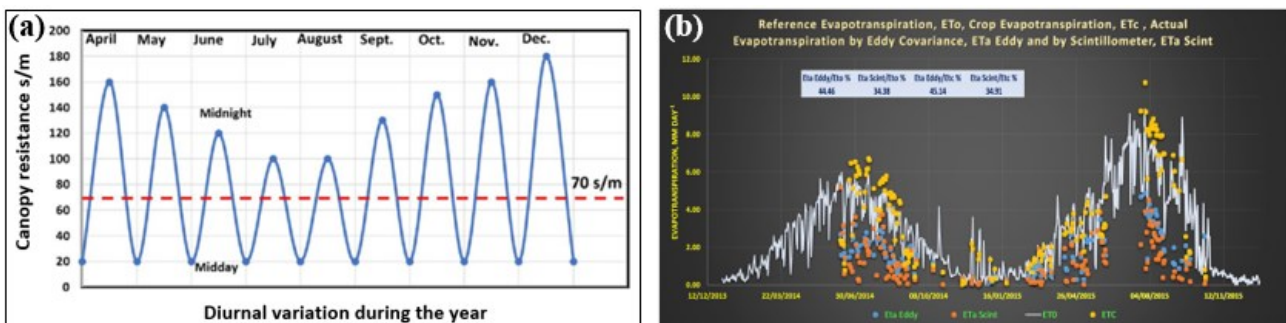 (a)
200
180
160
140
120
100
80
60
40
20
0
Canopy resistance s/m
April May June July August Sept. Oct. Nov. Dec.
Midnight
70 s/m
Midday
Diurnal variation during the year
(b)
Reference Evapotranspiration, ETo, Crop Evapotranspiration, ETc , Actual
Evapotranspiration by Eddy Covariance, ETa Eddy and by Scintillometer, ETa Scint
Eta Eddy/Eto % Eta Scint/Eto % Eta Eddy/Etc % Eta Scint/Etc %
44.46 34.38 45.14 34.91
12.00
10.00
8.00
6.00
4.00
2.00
0.00
EVAPOTRANSPIRATION, MM DAY-1
12/12/2013 22/03/2014 30/06/2014 08/10/2014 16/01/2015 26/04/2015 04/08/2015 12/11/2015
Eta Eddy ETa Scint ETO ETC